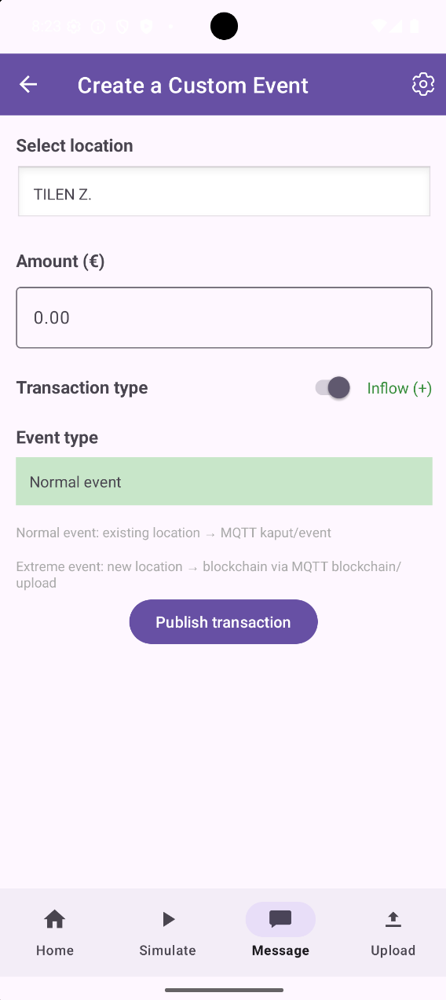 8:23
Create a Custom Event
Select location
TILEN Z.
Amount (€)
0.00
Transaction type
Inflow (+)
Event type
Normal event
Normal event: existing location → MQTT kaput/event
Extreme event: new location → blockchain via MQTT blockchain/
upload
Publish transaction
Home
Simulate
Message
Upload